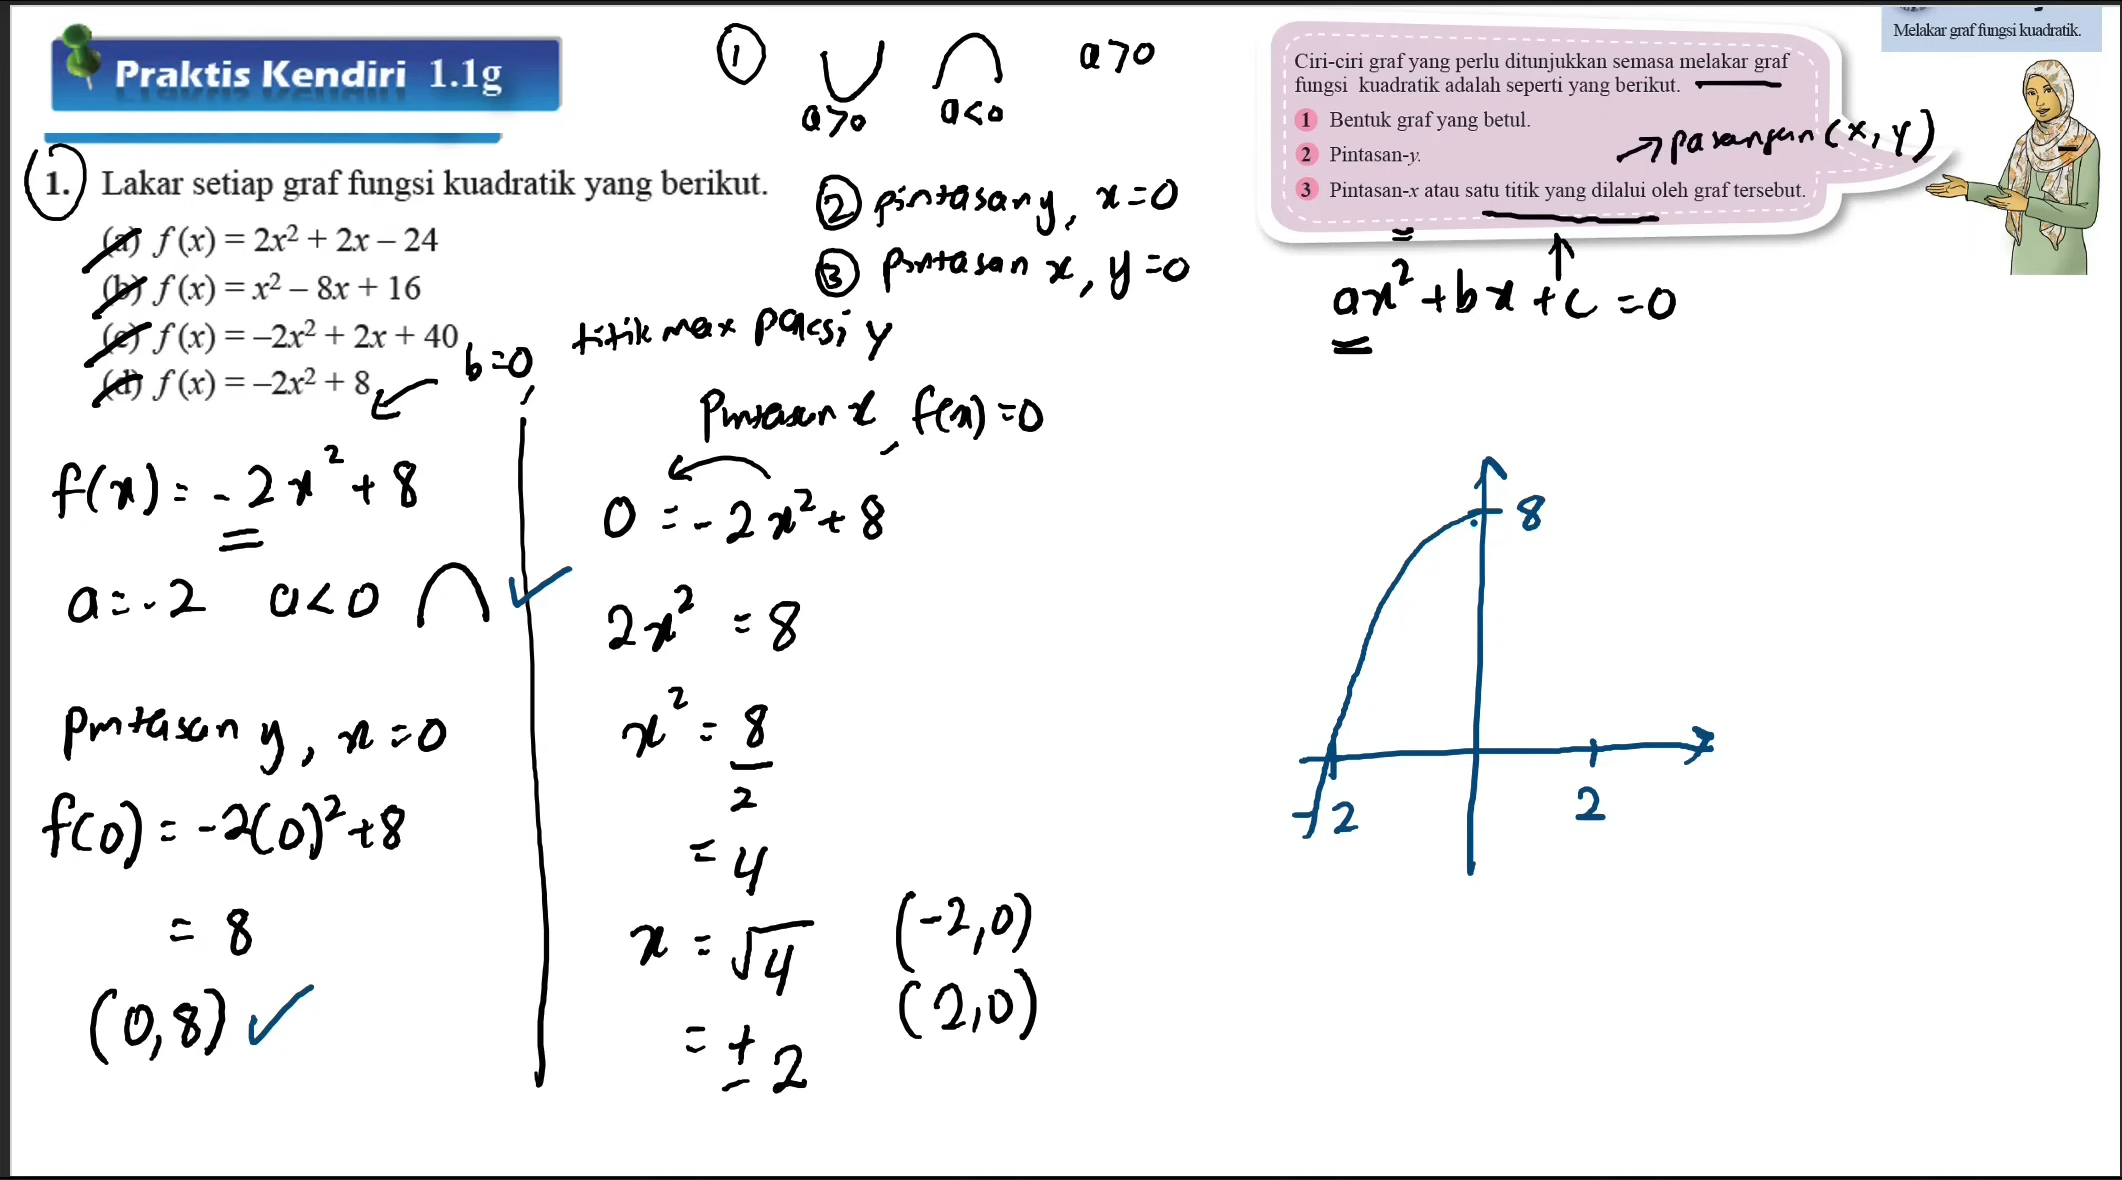 Praktis Kendiri 1.1g
1. Lakar setiap graf fungsi kuadratik yang berikut.
(a) f(x) = 2x² + 2x – 24
(b) f(x) = x² – 8x + 16
(c) f(x) = –2x² + 2x + 40
(d) f(x) = –2x² + 8
b=0,
titik max paksi y
① a>0 a<0 a>0
② pintasan y, x=0
③ pintasan x, y=0
Melakar graf fungsi kuadratik.
Ciri-ciri graf yang perlu ditunjukkan semasa melakar graf
fungsi kuadratik adalah seperti yang berikut.
1 Bentuk graf yang betul.
2 Pintasan-y.
3 Pintasan-x atau satu titik yang dilalui oleh graf tersebut.
→ pasangan (x, y)
ax² + bx + c = 0
f(x) = -2x² + 8
a = -2 a<0
pintasan y, x=0
f(0) = -2(0)² + 8
= 8
(0,8) ✓
Pintasan x, f(x)=0
0 = -2x² + 8
2x² = 8
x² = 8/2
= 4
x = √4
= ± 2
(-2,0)
(2,0)
8
-2
2